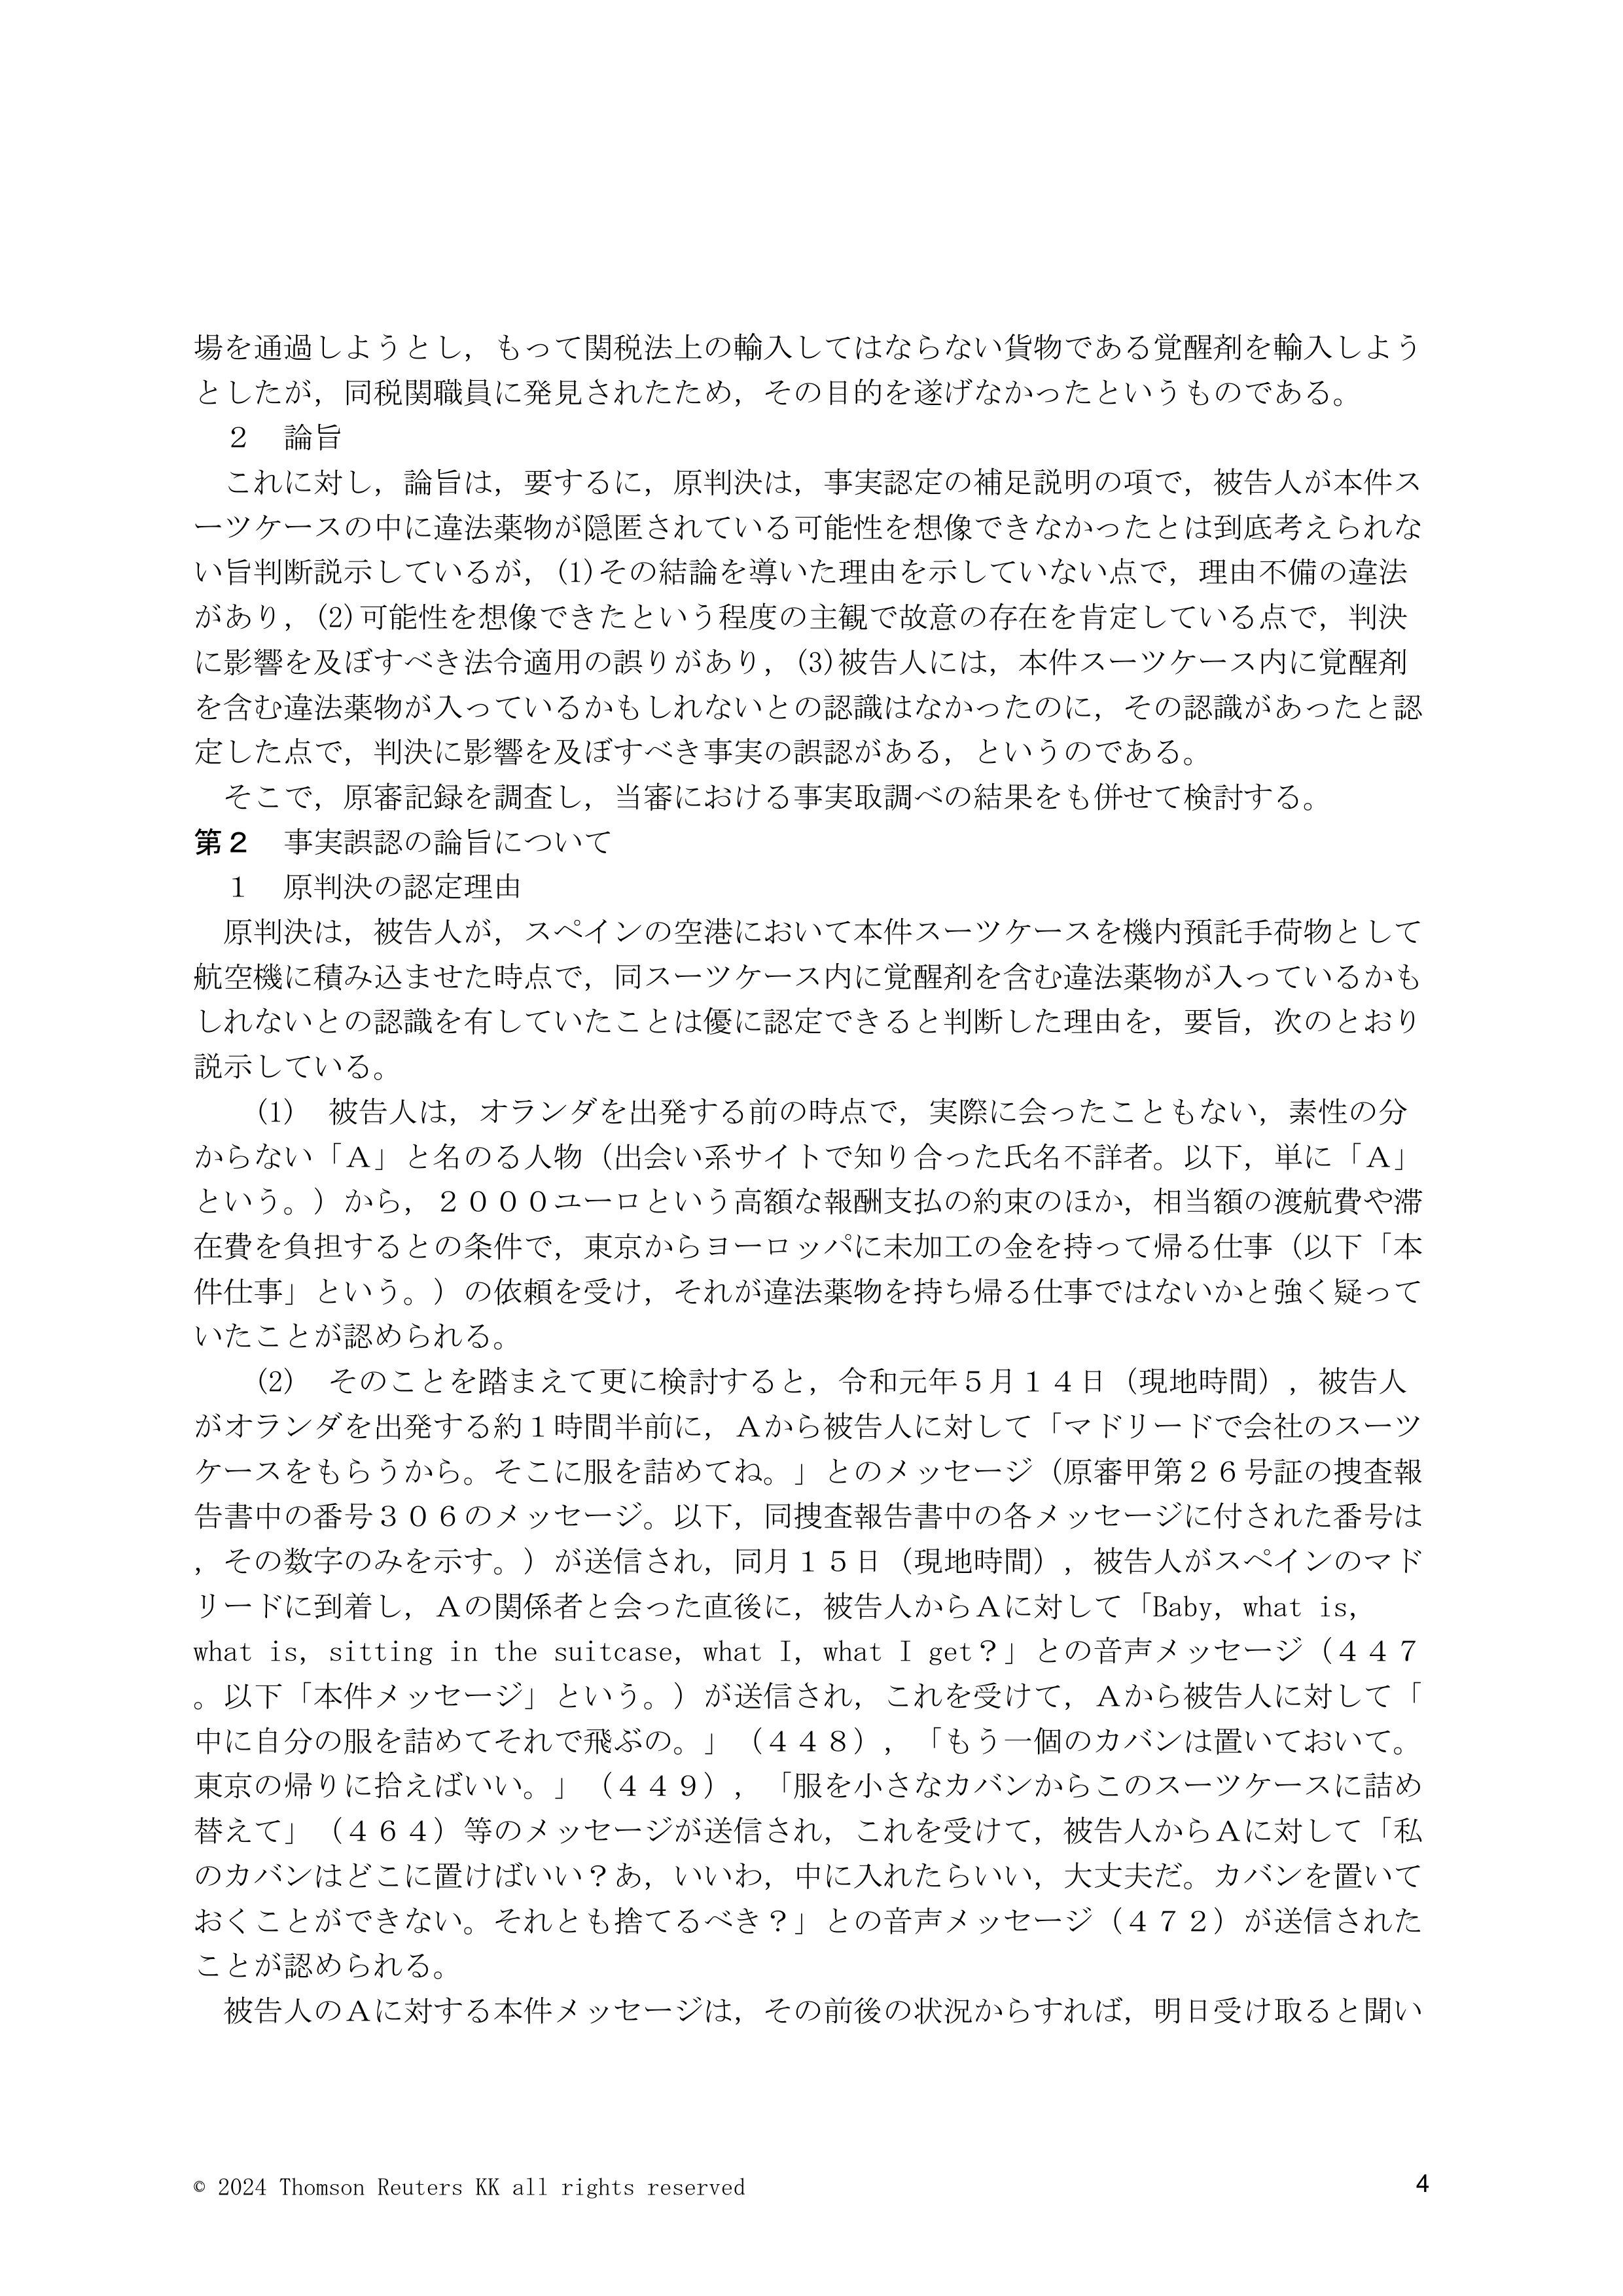 場を通過しようとし，もって関税法上の輸入してはならない貨物である覚醒剤を輸入しよう
としたが，同税関職員に発見されたため，その目的を遂げなかったというものである。
２　論旨
これに対し，論旨は，要するに，原判決は，事実認定の補足説明の項で，被告人が本件ス
ーツケースの中に違法薬物が隠匿されている可能性を想像できなかったとは到底考えられな
い旨判断説示しているが，(1)その結論を導いた理由を示していない点で，理由不備の違法
があり，(2)可能性を想像できたという程度の主観で故意の存在を肯定している点で，判決
に影響を及ぼすべき法令適用の誤りがあり，(3)被告人には，本件スーツケース内に覚醒剤
を含む違法薬物が入っているかもしれないとの認識はなかったのに，その認識があったと認
定した点で，判決に影響を及ぼすべき事実の誤認がある，というのである。
そこで，原審記録を調査し，当審における事実取調べの結果をも併せて検討する。
第２　事実誤認の論旨について
１　原判決の認定理由
原判決は，被告人が，スペインの空港において本件スーツケースを機内預託手荷物として
航空機に積み込ませた時点で，同スーツケース内に覚醒剤を含む違法薬物が入っているかも
しれないとの認識を有していたことは優に認定できると判断した理由を，要旨，次のとおり
説示している。
(1)　被告人は，オランダを出発する前の時点で，実際に会ったこともない，素性の分
からない「Ａ」と名のる人物（出会い系サイトで知り合った氏名不詳者。以下，単に「Ａ」
という。）から，２０００ユーロという高額な報酬支払の約束のほか，相当額の渡航費や滞
在費を負担するとの条件で，東京からヨーロッパに未加工の金を持って帰る仕事（以下「本
件仕事」という。）の依頼を受け，それが違法薬物を持ち帰る仕事ではないかと強く疑って
いたことが認められる。
(2)　そのことを踏まえて更に検討すると，令和元年５月１４日（現地時間），被告人
がオランダを出発する約１時間半前に，Ａから被告人に対して「マドリードで会社のスーツ
ケースをもらうから。そこに服を詰めてね。」とのメッセージ（原審甲第２６号証の捜査報
告書中の番号３０６のメッセージ。以下，同捜査報告書中の各メッセージに付された番号は
，その数字のみを示す。）が送信され，同月１５日（現地時間），被告人がスペインのマド
リードに到着し，Ａの関係者と会った直後に，被告人からＡに対して「Baby, what is,
what is, sitting in the suitcase, what I, what I get？」との音声メッセージ（４４７
。以下「本件メッセージ」という。）が送信され，これを受けて，Ａから被告人に対して「
中に自分の服を詰めてそれで飛ぶの。」（４４８），「もう一個のカバンは置いておいて。
東京の帰りに拾えばいい。」（４４９），「服を小さなカバンからこのスーツケースに詰め
替えて」（４６４）等のメッセージが送信され，これを受けて，被告人からＡに対して「私
のカバンはどこに置けばいい？あ，いいわ，中に入れたらいい，大丈夫だ。カバンを置いて
おくことができない。それとも捨てるべき？」との音声メッセージ（４７２）が送信された
ことが認められる。
被告人のＡに対する本件メッセージは，その前後の状況からすれば，明日受け取ると聞い
© 2024 Thomson Reuters KK all rights reserved
4